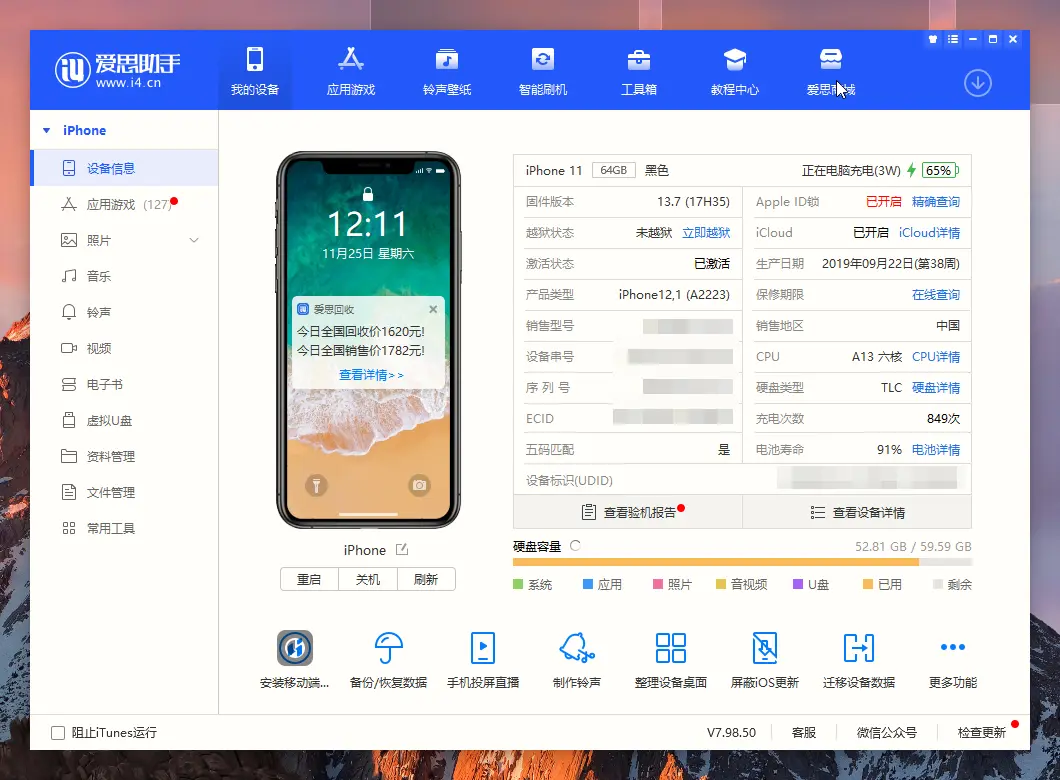 爱思助手
www.i4.cn
我的设备
应用游戏
铃声壁纸
智能刷机
工具箱
教程中心
爱思商城
iPhone
设备信息
应用游戏 (127)
照片
音乐
铃声
视频
电子书
虚拟U盘
资料管理
文件管理
常用工具
12:11
11月25日 星期六
爱思回收
今日全国回收价1620元!
今日全国销售价1782元!
查看详情>>
iPhone
重启 关机 刷新
iPhone 11 64GB 黑色 正在电脑充电(3W) 65%
固件版本 13.7 (17H35) Apple ID锁 已开启 精确查询
越狱状态 未越狱 立即越狱 iCloud 已开启 iCloud详情
激活状态 已激活 生产日期 2019年09月22日(第38周)
产品类型 iPhone12,1 (A2223) 保修期限 在线查询
销售型号 销售地区 中国
设备串号 CPU A13 六核 CPU详情
序列号 硬盘类型 TLC 硬盘详情
ECID 充电次数 849次
五码匹配 是 电池寿命 91% 电池详情
设备标识(UDID)
查看验机报告 查看设备详情
硬盘容量 52.81 GB / 59.59 GB
系统 应用 照片 音视频 U盘 已用 剩余
安装移动端... 备份/恢复数据 手机投屏直播 制作铃声 整理设备桌面 屏蔽iOS更新 迁移设备数据 更多功能
阻止iTunes运行 V7.98.50 客服 微信公众号 检查更新